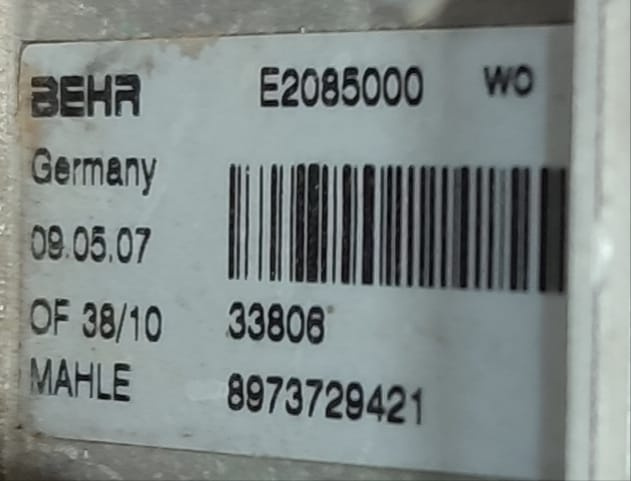 BEHR E2085000 WO
Germany
09.05.07
OF 38/10 33806
MAHLE 8973729421